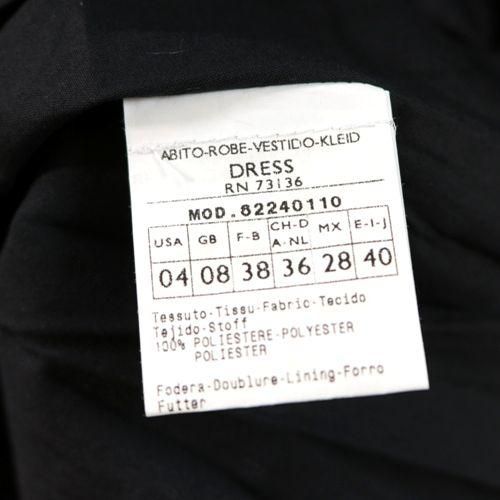 ABITO-ROBE-VESTIDO-KLEID
DRESS
RN 73136
MOD.82240110
USA GB F-B CH-D A-NL MX E-I-J
04 08 38 36 28 40
Tessuto-Tissu-Fabric-Tecido
Tejido-Stoff
100% POLIESTERE-POLYESTER
POLIESTER
Fodera-Doublure-Lining-Forro
Futter